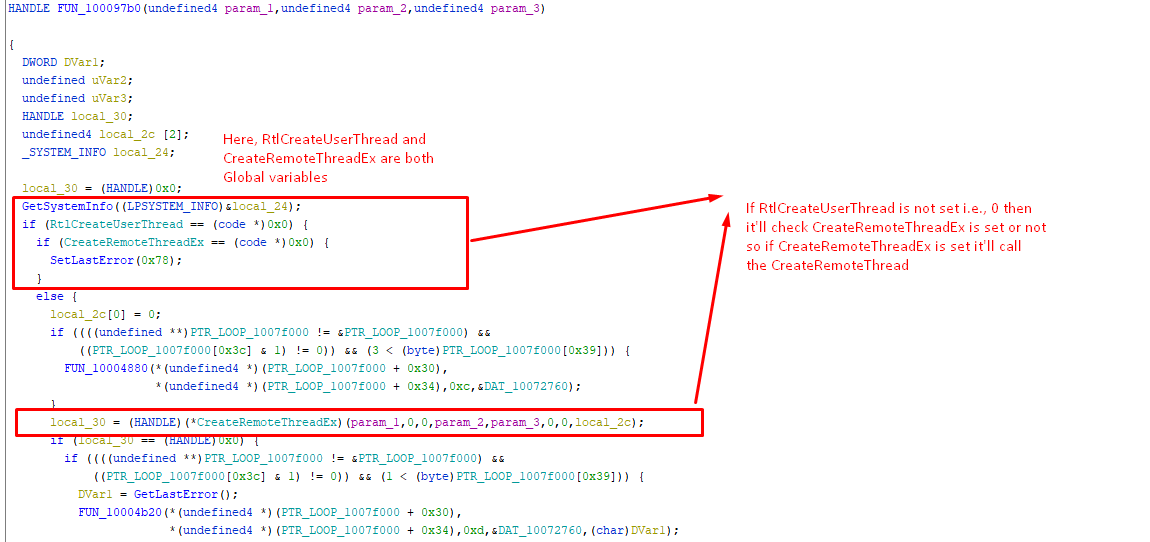 HANDLE FUN_100097b0(undefined4 param_1,undefined4 param_2,undefined4 param_3)
{
DWORD DVar1;
undefined uVar2;
undefined uVar3;
HANDLE local_30;
undefined4 local_2c [2];
_SYSTEM_INFO local_24;
Here, RtlCreateUserThread and
CreateRemoteThreadEx are both
Global variables
local_30 = (HANDLE)0x0;
GetSystemInfo((LPSYSTEM_INFO)&local_24);
if (RtlCreateUserThread == (code *)0x0) {
if (CreateRemoteThreadEx == (code *)0x0) {
SetLastError(0x78);
}
If RtlCreateUserThread is not set i.e., 0 then
it'll check CreateRemoteThreadEx is set or not
so if CreateRemoteThreadEx is set it'll call
the CreateRemoteThread
else {
local_2c[0] = 0;
if ((((undefined **)PTR_LOOP_1007f000 != &PTR_LOOP_1007f000) &&
((PTR_LOOP_1007f000[0x3c] & 1) != 0)) && (3 < (byte)PTR_LOOP_1007f000[0x39])) {
FUN_10004880(*(undefined4 *)(PTR_LOOP_1007f000 + 0x30),
*(undefined4 *)(PTR_LOOP_1007f000 + 0x34),0xc,&DAT_10072760);
}
local_30 = (HANDLE)(*CreateRemoteThreadEx)(param_1,0,0,param_2,param_3,0,0,local_2c);
if (local_30 == (HANDLE)0x0) {
if ((((undefined **)PTR_LOOP_1007f000 != &PTR_LOOP_1007f000) &&
((PTR_LOOP_1007f000[0x3c] & 1) != 0)) && (1 < (byte)PTR_LOOP_1007f000[0x39])) {
DVar1 = GetLastError();
FUN_10004b20(*(undefined4 *)(PTR_LOOP_1007f000 + 0x30),
*(undefined4 *)(PTR_LOOP_1007f000 + 0x34),0xd,&DAT_10072760,(char)DVar1);